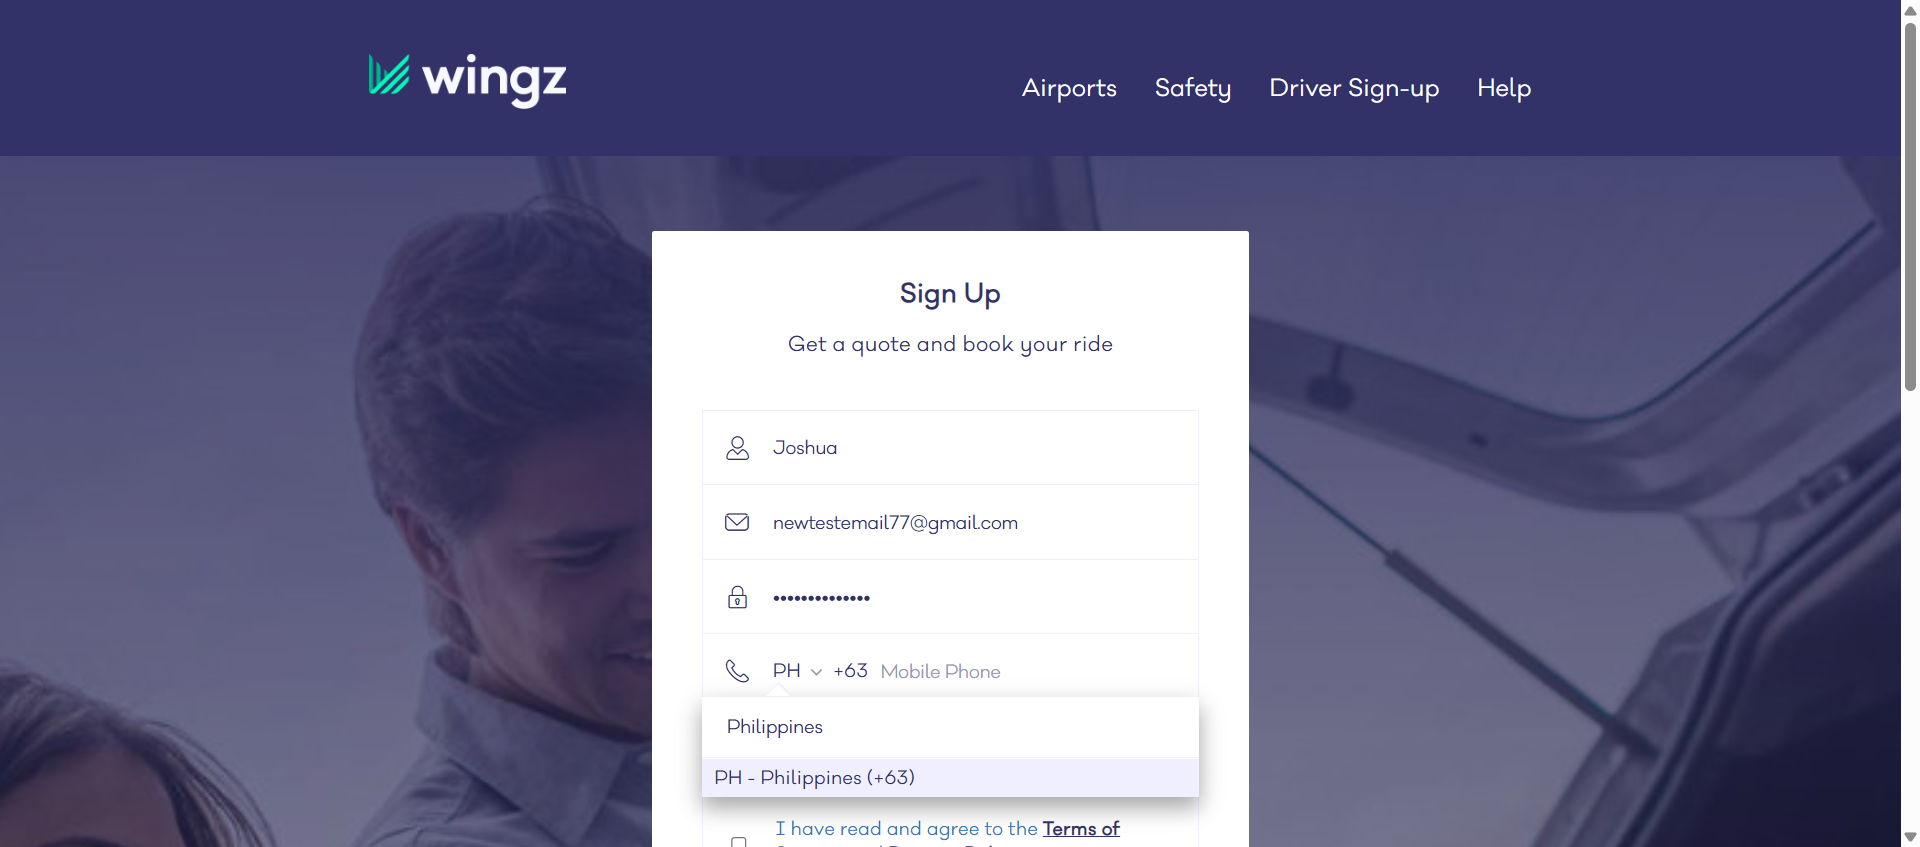 wingz
Airports Safety Driver Sign-up Help
Sign Up
Get a quote and book your ride
Joshua
newtestemail77@gmail.com
PH +63 Mobile Phone
Philippines
PH - Philippines (+63)
I have read and agree to the Terms of